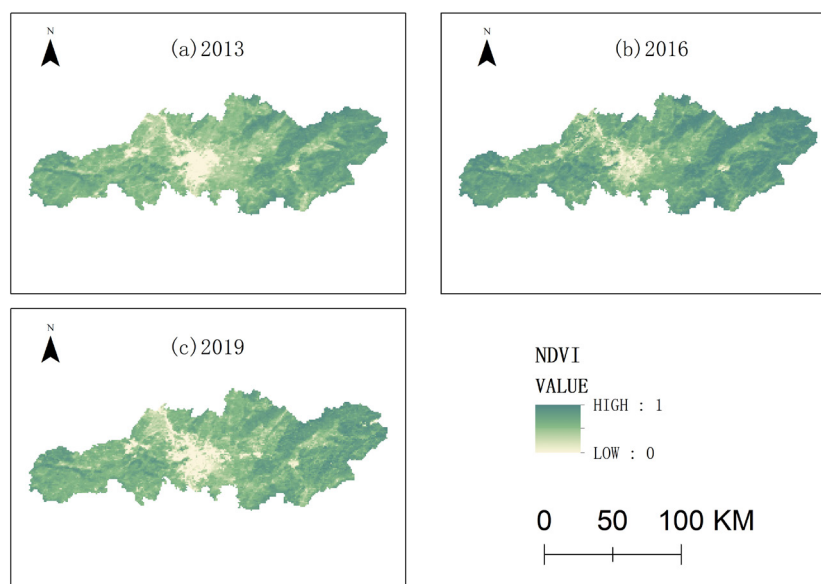 N
(a)2013
N
(b)2016
N
(c)2019
NDVI
VALUE
HIGH : 1
LOW : 0
0 50 100 KM